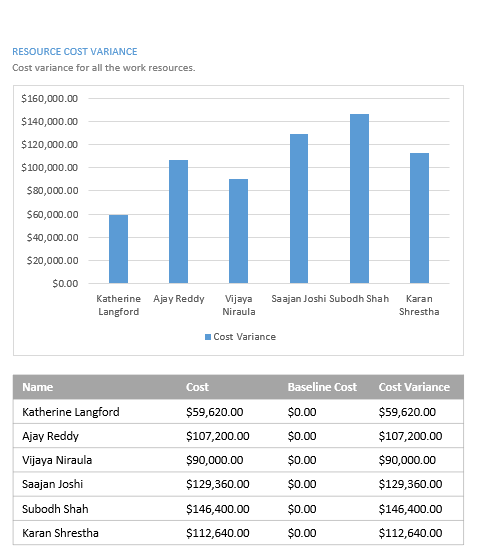 RESOURCE COST VARIANCE
Cost variance for all the work resources.
$160,000.00
$140,000.00
$120,000.00
$100,000.00
$80,000.00
$60,000.00
$40,000.00
$20,000.00
$0.00
Katherine Langford
Ajay Reddy
Vijaya Niraula
Saajan Joshi
Subodh Shah
Karan Shrestha
Cost Variance
Name Cost Baseline Cost Cost Variance
Katherine Langford $59,620.00 $0.00 $59,620.00
Ajay Reddy $107,200.00 $0.00 $107,200.00
Vijaya Niraula $90,000.00 $0.00 $90,000.00
Saajan Joshi $129,360.00 $0.00 $129,360.00
Subodh Shah $146,400.00 $0.00 $146,400.00
Karan Shrestha $112,640.00 $0.00 $112,640.00